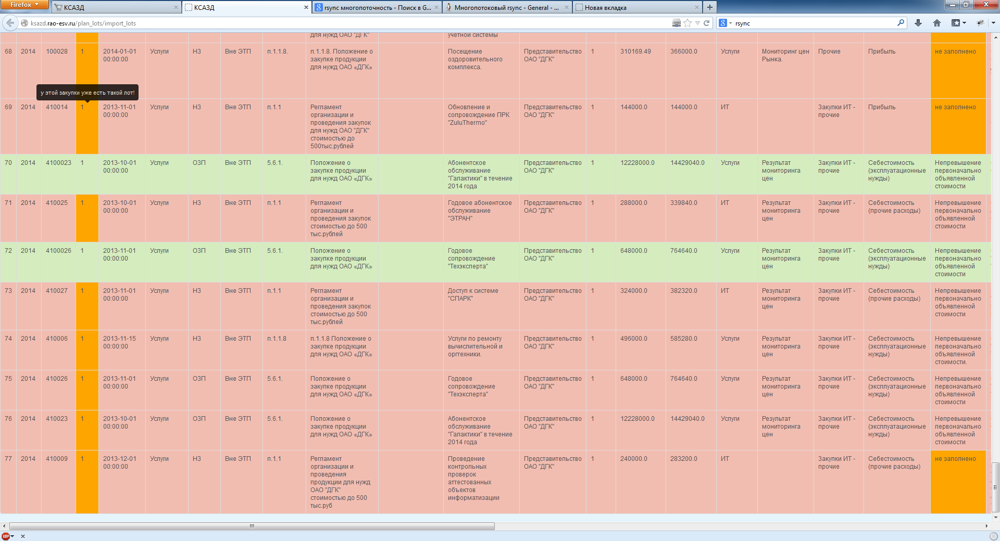 Firefox
КСАЗД
КСАЗД
rsync многопоточность - Поиск в G...
Многопотоковый rsync - General - ...
Новая вкладка
ksazd.rao-esv.ru/plan_lots/import_lots
rsync
для нужд ОАО "ДГК"
учетной системы
68 2014 100028 1 2014-01-01 Услуги НЗ Вне ЭТП п.1.1.8. п.1.1.8. Положение о Посещение Представительство 1 310169.49 366000.0 Услуги Мониторинг цен Прочие Прибыль не заполнено
00:00:00 закупке продукции оздоровительного ОАО "ДГК" Рынка.
для нужд ОАО «ДГК» комплекса.
у этой закупки уже есть такой лот!
69 2014 410014 1 2013-11-01 Услуги НЗ Вне ЭТП п.1.1 Регламент Обновление и Представительство 1 144000.0 144000.0 ИТ Закупки ИТ - Прибыль не заполнено
00:00:00 организации и сопровождение ПРК ОАО "ДГК" прочие
проведения закупок "ZuluThermo"
для нужд ОАО "ДГК"
стоимостью до
500тыс.рублей
70 2014 4100023 1 2013-10-01 Услуги ОЗП Вне ЭТП 5.6.1. Положение о Абонентское Представительство 1 12228000.0 14429040.0 Услуги Результат Закупки ИТ - Себестоимость Непревышение
00:00:00 закупке продукции обслуживание ОАО "ДГК" мониторинга прочие (эксплуатационные первоначально
для нужд ОАО «ДГК» "Галактики" в течение цен нужды) объявленной
2014 года стоимости
71 2014 410025 1 2013-10-01 Услуги НЗ Вне ЭТП п.1.1 Регламент Годовое абонентское Представительство 1 288000.0 339840.0 ИТ Результат Закупки ИТ - Себестоимость Непревышение
00:00:00 организации и обслуживание ОАО "ДГК" мониторинга прочие (прочие расходы) первоначально
проведения закупок "ЭТРАН" цен объявленной
стоимостью до 500 стоимости
тыс.рублей
72 2014 4100026 1 2013-11-01 Услуги ОЗП Вне ЭТП 5.6.1. Положение о Годовое Представительство 1 648000.0 764640.0 Услуги Результат Закупки ИТ - Себестоимость Непревышение
00:00:00 закупке продукции сопровождение ОАО "ДГК" мониторинга прочие (эксплуатационные первоначально
для нужд ОАО «ДГК» "Техэксперта" цен нужды) объявленной
стоимости
73 2014 410027 1 2013-11-01 Услуги НЗ Вне ЭТП п.1.1 Регламент Доступ к системе Представительство 1 324000.0 382320.0 ИТ Результат Закупки ИТ - Себестоимость Непревышение
00:00:00 организации и "СПАРК" ОАО "ДГК" мониторинга прочие (прочие расходы) первоначально
проведения закупок цен объявленной
стоимостью до 500 стоимости
тыс.рублей
74 2014 410006 1 2013-11-15 Услуги НЗ Вне ЭТП п.1.1.8 п.1.1.8 Положение о Услуги по ремонту Представительство 1 496000.0 585280.0 Услуги Результат Закупки ИТ - Себестоимость Непревышение
00:00:00 закупке продукции вычислительной и ОАО "ДГК" мониторинга прочие (эксплуатационные первоначально
для нужд ОАО «ДГК» оргтехники. цен нужды) объявленной
стоимости.
75 2014 410026 1 2013-11-01 Услуги ОЗП Вне ЭТП 5.6.1. Положение о Годовое Представительство 1 648000.0 764640.0 Услуги Результат Закупки ИТ - Себестоимость Непревышение
00:00:00 закупке продукции сопровождение ОАО "ДГК" мониторинга прочие (эксплуатационные первоначально
для нужд ОАО «ДГК» "Техэксперта" цен нужды) объявленной
стоимости
76 2014 410023 1 2013-10-01 Услуги ОЗП Вне ЭТП 5.6.1. Положение о Абонентское Представительство 1 12228000.0 14429040.0 Услуги Результат Закупки ИТ - Себестоимость Непревышение
00:00:00 закупке продукции обслуживание ОАО "ДГК" мониторинга прочие (эксплуатационные первоначально
для нужд ОАО «ДГК» "Галактики" в течение цен нужды) объявленной
2014 года стоимости
77 2014 410009 1 2013-12-01 Услуги НЗ Вне ЭТП п.1.1 Регламент Проведение Представительство 1 240000.0 283200.0 ИТ Закупки ИТ - Себестоимость не заполнено
00:00:00 организации и контрольных ОАО "ДГК" прочие (прочие расходы)
проведения проверок
продукции для нужд аттестованных
ОАО "ДГК" объектов
стоимостью до 500 информатизации
тыс.руб
ABP